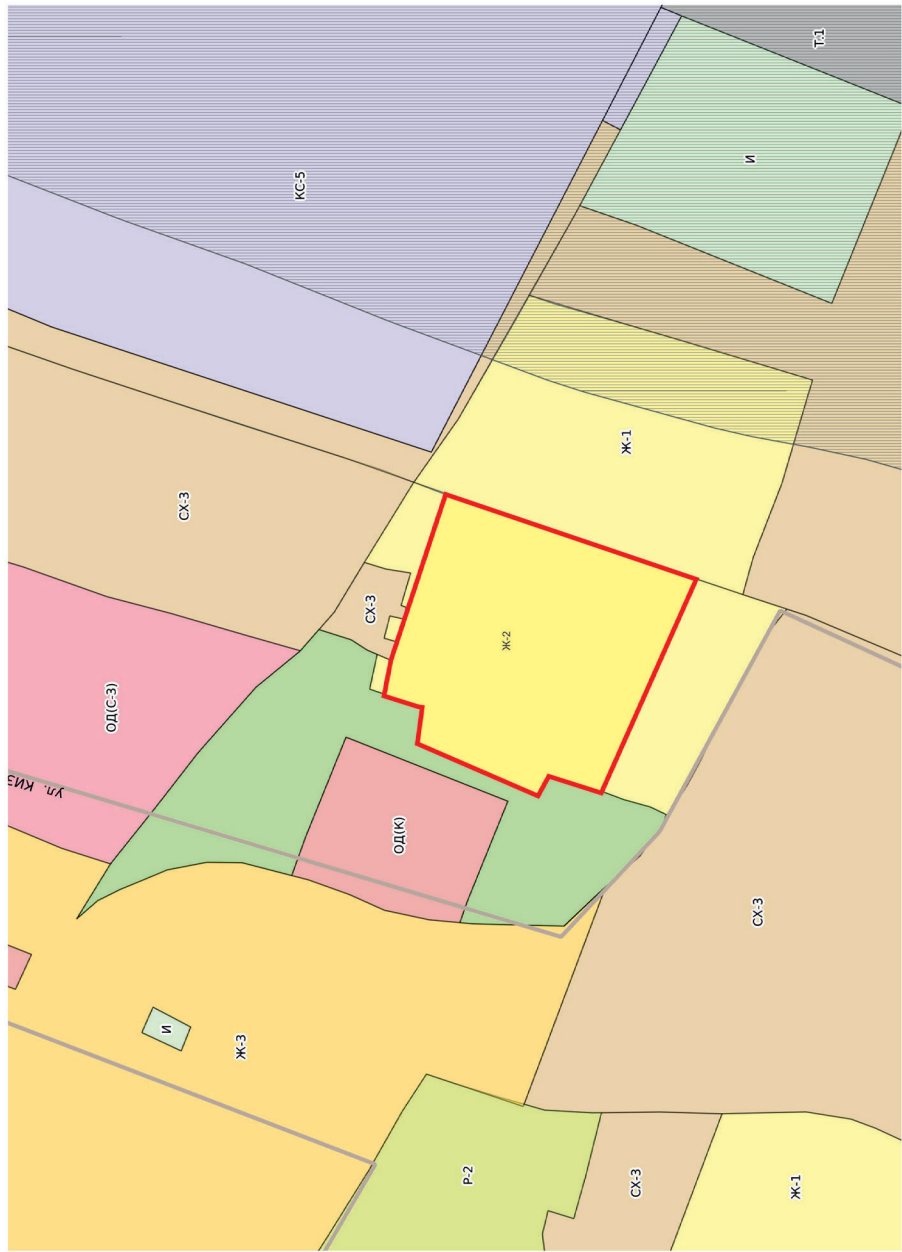 Т.1
И
КС-5
Ж-1
СХ-3
СХ-3
Ж-2
ОД(С-3)
ул. КИЗ
ОД(К)
СХ-3
И
Ж-3
Р-2
СХ-3
Ж-1